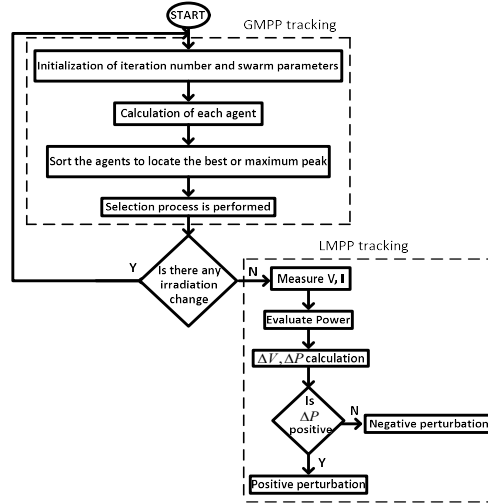 START
GMPP tracking
Initialization of iteration number and swarm parameters
Calculation of each agent
Sort the agents to locate the best or maximum peak
Selection process is performed
LMPP tracking
Y
Is there any
irradiation
change
N
Measure V, I
Evaluate Power
ΔV, ΔP calculation
Is
ΔP
positive
N
Negative perturbation
Y
Positive perturbation